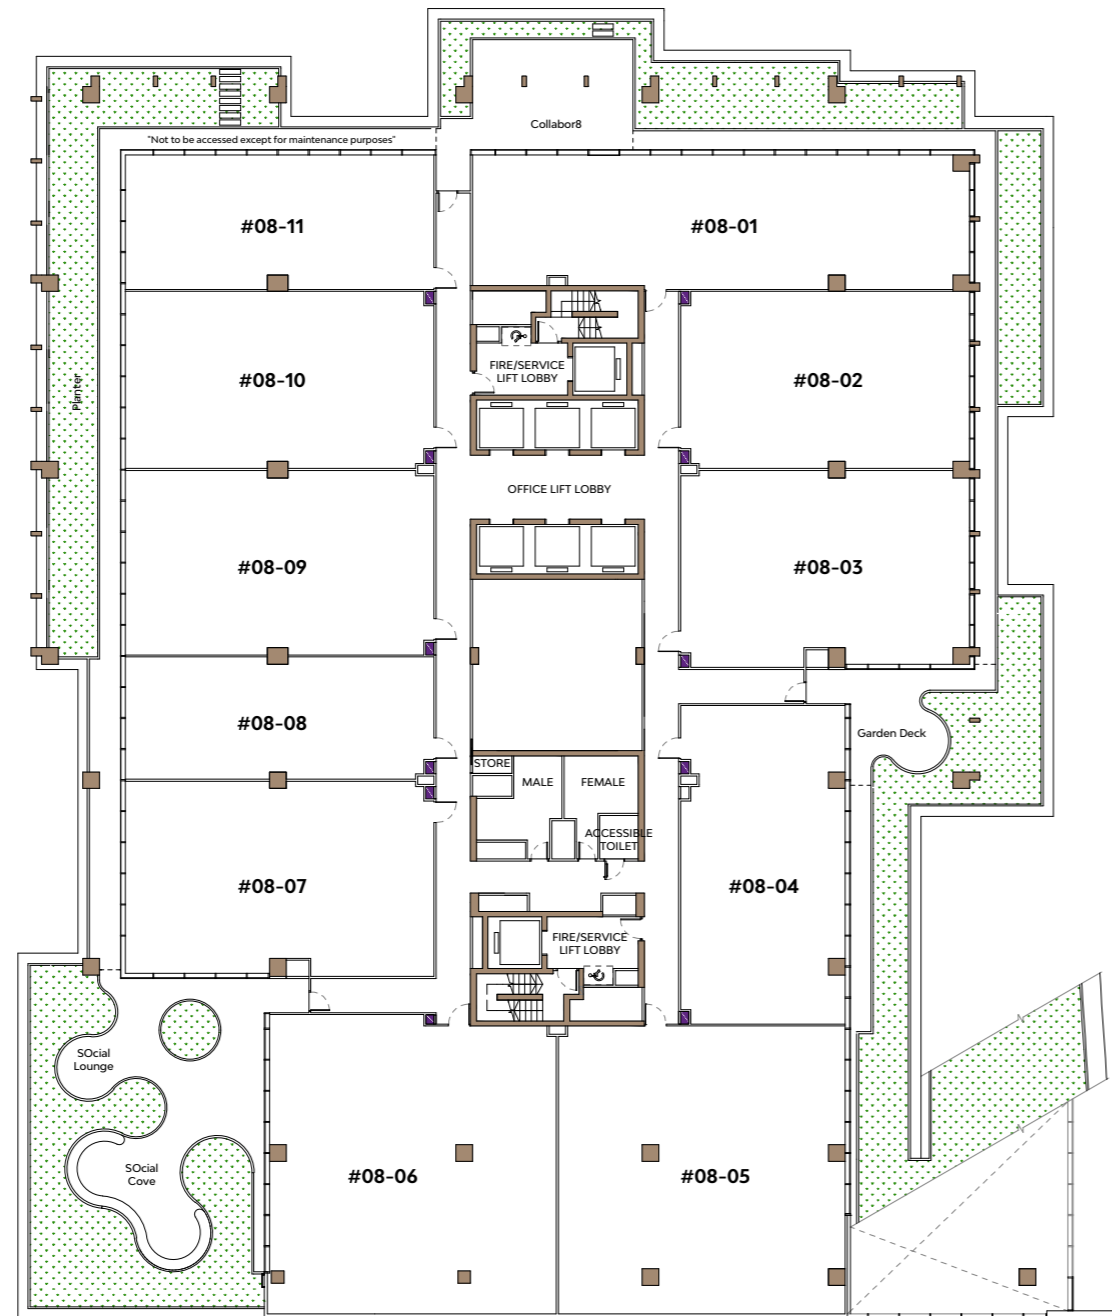 Collabor8
"Not to be accessed except for maintenance purposes"
#08-11
#08-01
FIRE/SERVICE
LIFT LOBBY
#08-10
#08-02
Planter
OFFICE LIFT LOBBY
#08-09
#08-03
#08-08
Garden Deck
STORE
MALE
FEMALE
ACCESSIBLE
TOILET
#08-07
#08-04
FIRE/SERVICE
LIFT LOBBY
SOcial
Lounge
SOcial
Cove
#08-06
#08-05